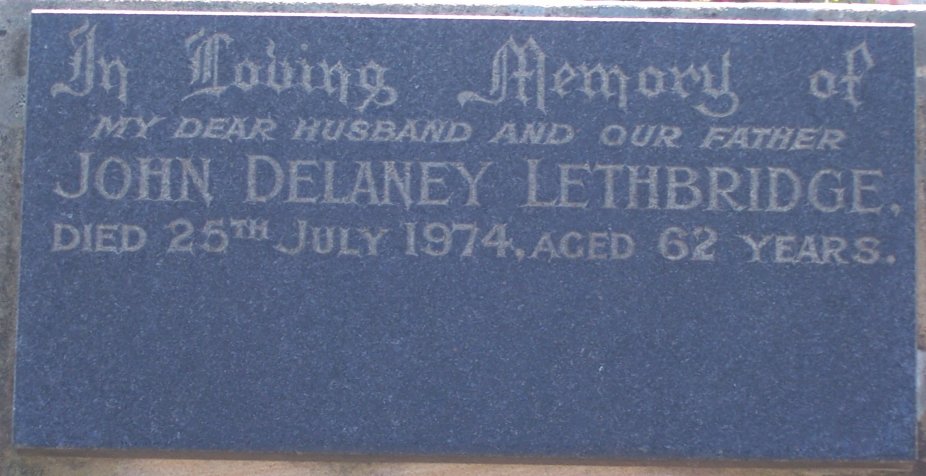 In Loving Memory of
MY DEAR HUSBAND AND OUR FATHER
JOHN DELANEY LETHBRIDGE.
DIED 25TH JULY 1974, AGED 62 YEARS.